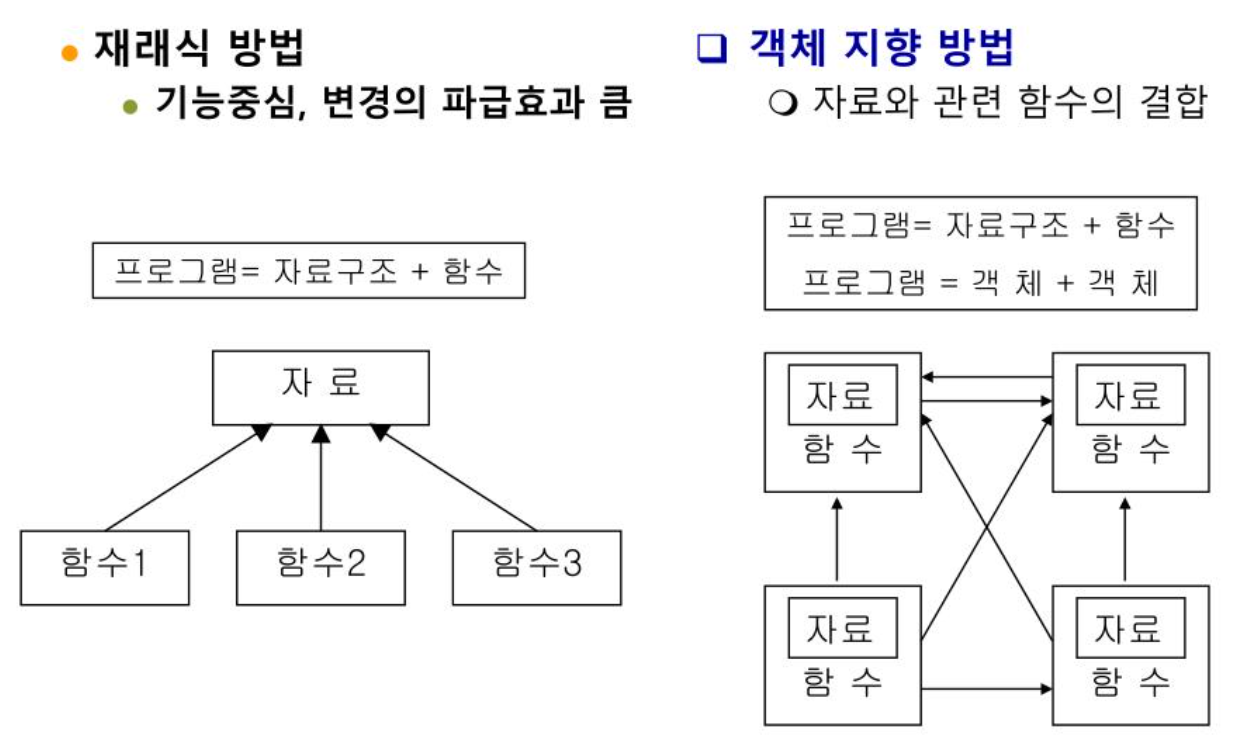 재래식 방법
기능중심, 변경의 파급효과 큼
프로그램= 자료구조 + 함수
자 료
함수1
함수2
함수3
객체 지향 방법
자료와 관련 함수의 결합
프로그램= 자료구조 + 함수
프로그램 = 객 체 + 객 체
자료
함 수
자료
함 수
자료
함 수
자료
함 수